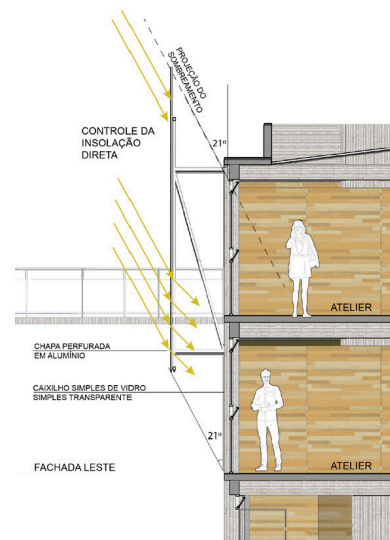 PROJEÇÃO DO
SOMBREAMENTO
CONTROLE DA
INSOLAÇÃO
DIRETA
21º
ATELIER
CHAPA PERFURADA
EM ALUMÍNIO
CAIXILHO SIMPLES DE VIDRO
SIMPLES TRANSPARENTE
21º
FACHADA LESTE
ATELIER